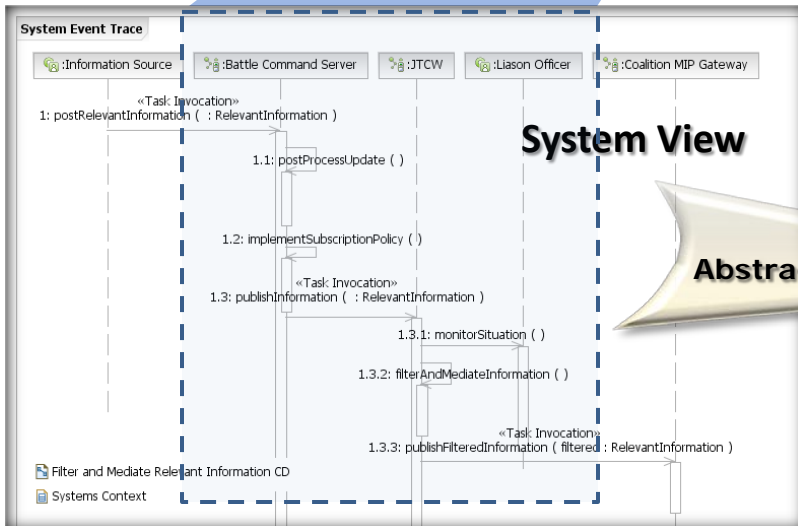 System Event Trace
:Information Source
:Battle Command Server
:JTCW
:Liason Officer
:Coalition MIP Gateway
«Task Invocation»
1: postRelevantInformation ( : RelevantInformation )
System View
1.1: postProcessUpdate ( )
1.2: implementSubscriptionPolicy ( )
Abstra
«Task Invocation»
1.3: publishInformation ( : RelevantInformation )
1.3.1: monitorSituation ( )
1.3.2: filterAndMediateInformation ( )
«Task Invocation»
1.3.3: publishFilteredInformation ( filtered : RelevantInformation )
Filter and Mediate Relevant Information CD
Systems Context